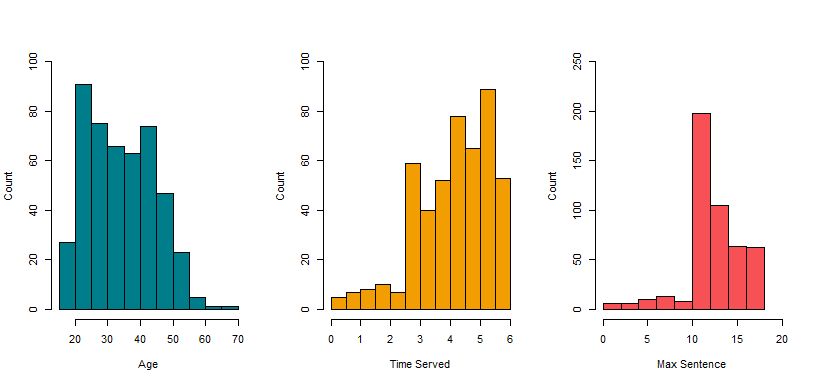 Count
0 20 40 60 80 100
20 30 40 50 60 70
Age
Count
0 20 40 60 80 100
0 1 2 3 4 5 6
Time Served
Count
0 50 100 150 200 250
0 5 10 15 20
Max Sentence